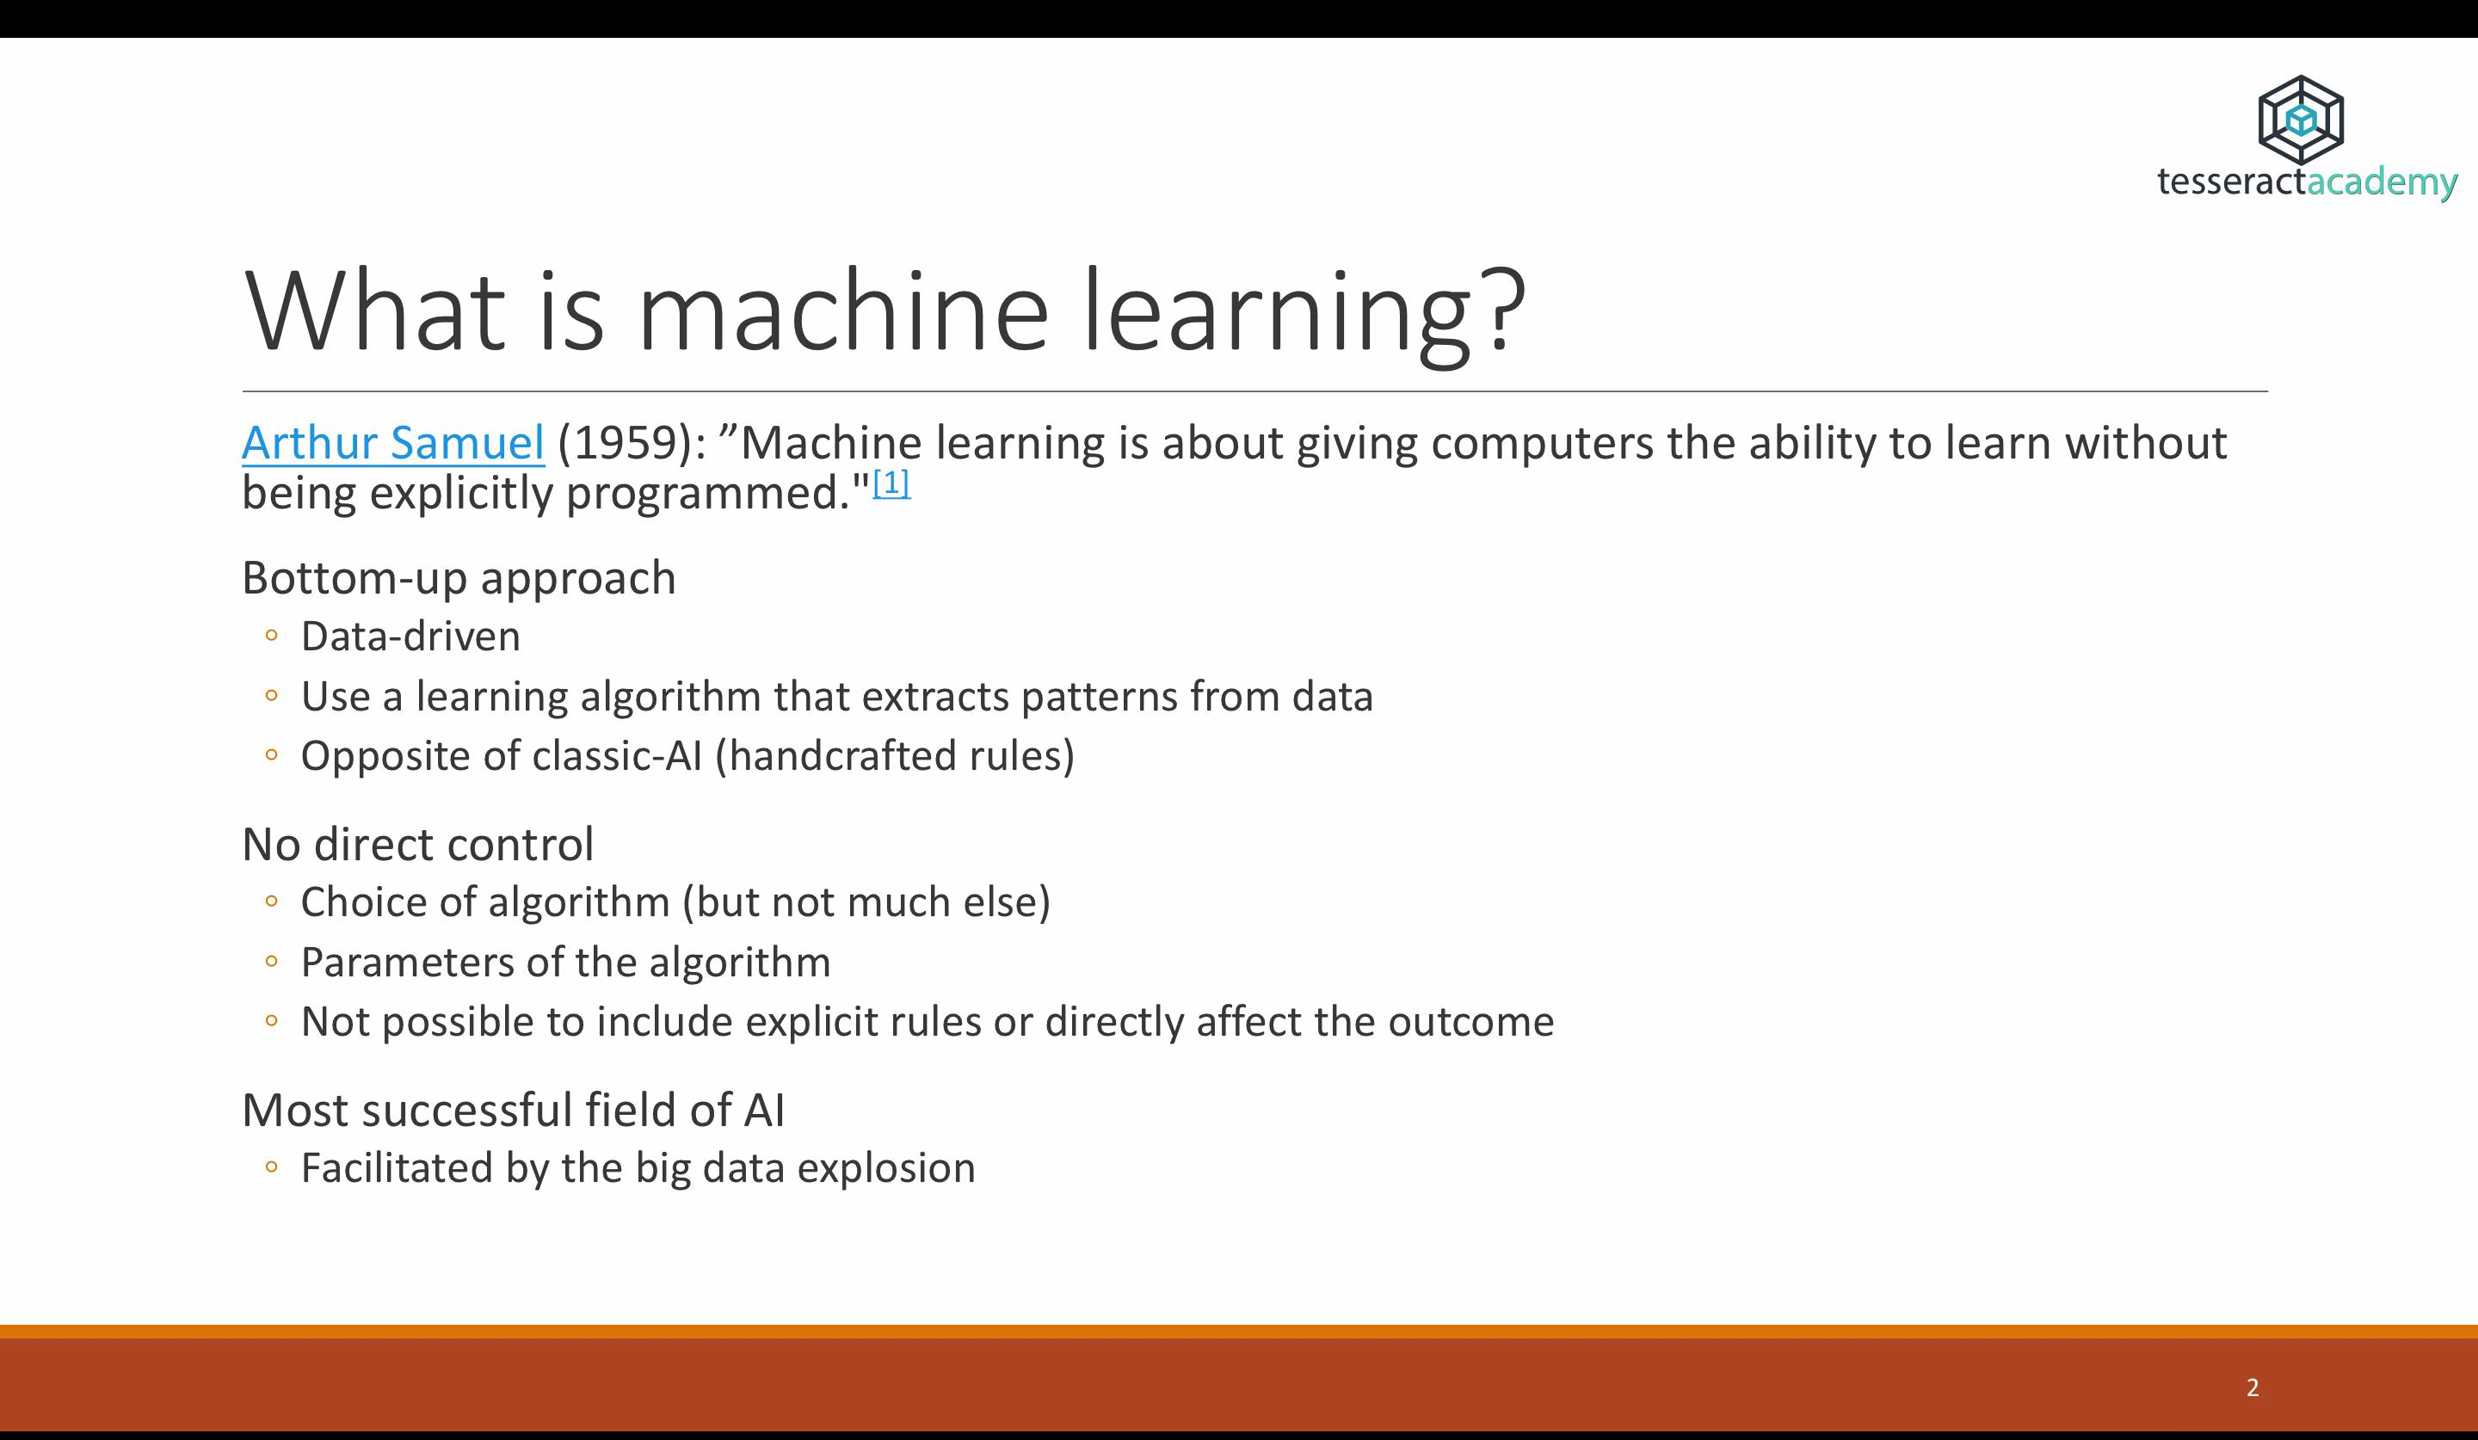 tesseractacademy
What is machine learning?
Arthur Samuel (1959): ”Machine learning is about giving computers the ability to learn without
being explicitly programmed."[1]
Bottom-up approach
◦ Data-driven
◦ Use a learning algorithm that extracts patterns from data
◦ Opposite of classic-AI (handcrafted rules)
No direct control
◦ Choice of algorithm (but not much else)
◦ Parameters of the algorithm
◦ Not possible to include explicit rules or directly affect the outcome
Most successful field of AI
◦ Facilitated by the big data explosion
2